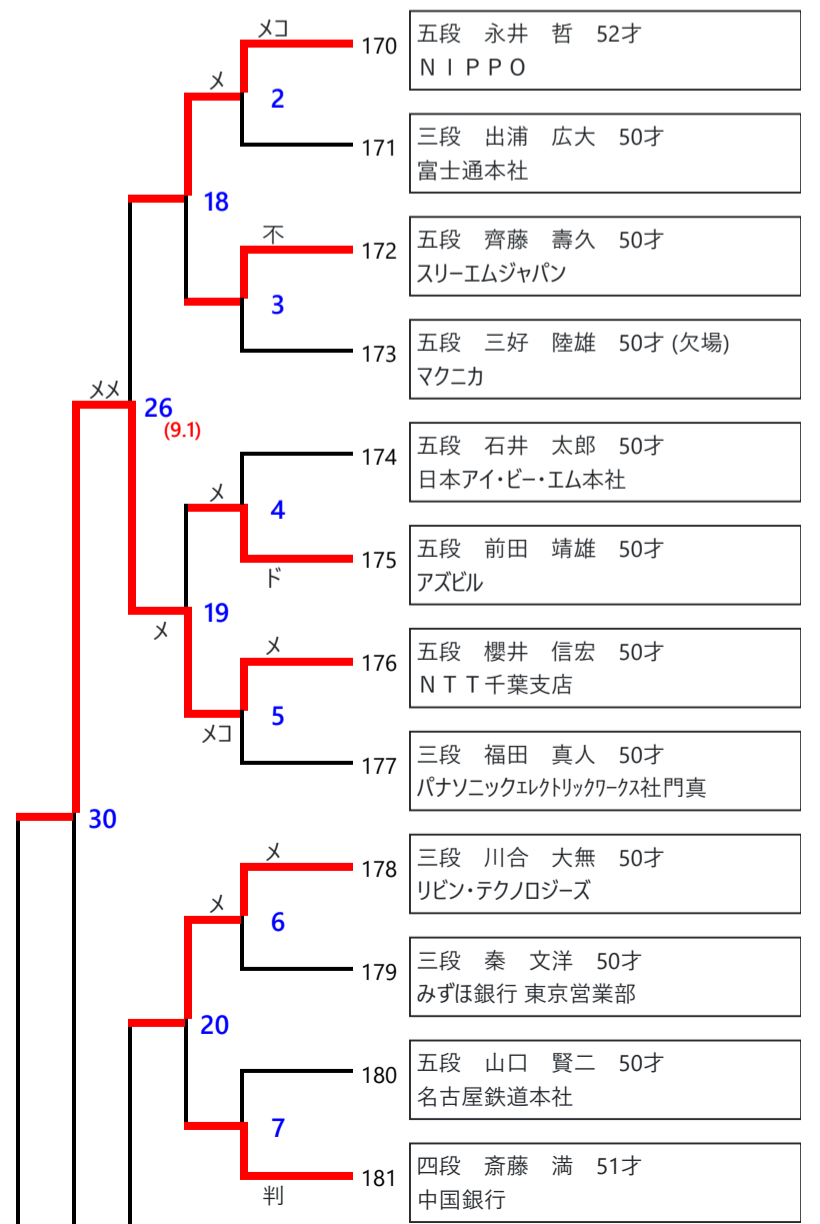 メコ
170
五段　永井　哲　52才
ＮＩＰＰＯ
メ
2
171
三段　出浦　広大　50才
富士通本社
18
不
172
五段　齊藤　壽久　50才
スリーエムジャパン
3
173
五段　三好　陸雄　50才 (欠場)
マクニカ
メメ
26
(9.1)
174
五段　石井　太郎　50才
日本アイ・ビー・エム本社
メ
4
175
五段　前田　靖雄　50才
アズビル
ド
19
メ
メ
176
五段　櫻井　信宏　50才
ＮＴＴ千葉支店
5
メコ
177
三段　福田　真人　50才
パナソニックエレクトリックワークス社門真
30
メ
178
三段　川合　大無　50才
リビン・テクノロジーズ
メ
6
179
三段　秦　文洋　50才
みずほ銀行 東京営業部
20
180
五段　山口　賢二　50才
名古屋鉄道本社
7
181
四段　斎藤　満　51才
中国銀行
判